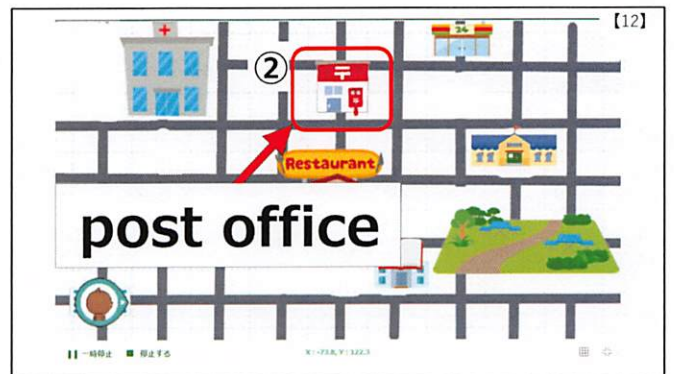 【12】
24
②
〒
Restaurant
post office
一時停止 停止する X : -73.8, Y : 122.3